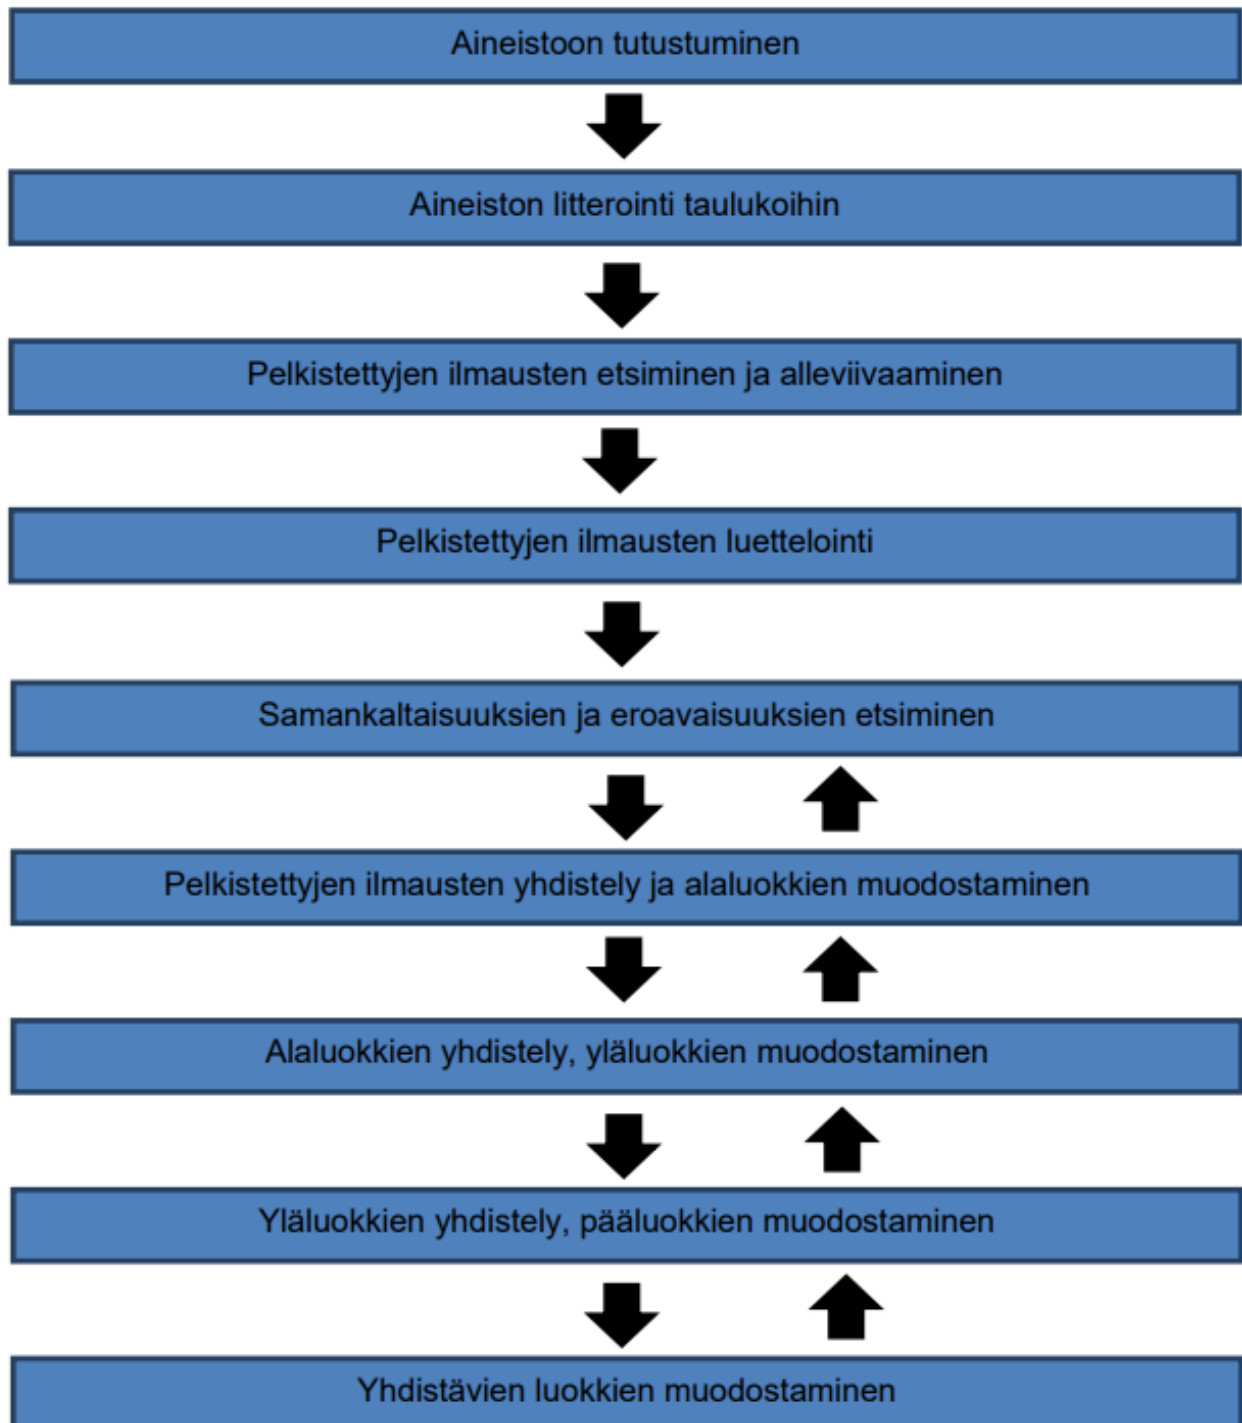 Aineistoon tutustuminen
Aineiston litterointi taulukoihin
Pelkistettyjen ilmausten etsiminen ja alleviivaaminen
Pelkistettyjen ilmausten luettelointi
Samankaltaisuuksien ja eroavaisuuksien etsiminen
Pelkistettyjen ilmausten yhdistely ja alaluokkien muodostaminen
Alaluokkien yhdistely, yläluokkien muodostaminen
Yläluokkien yhdistely, pääluokkien muodostaminen
Yhdistävien luokkien muodostaminen